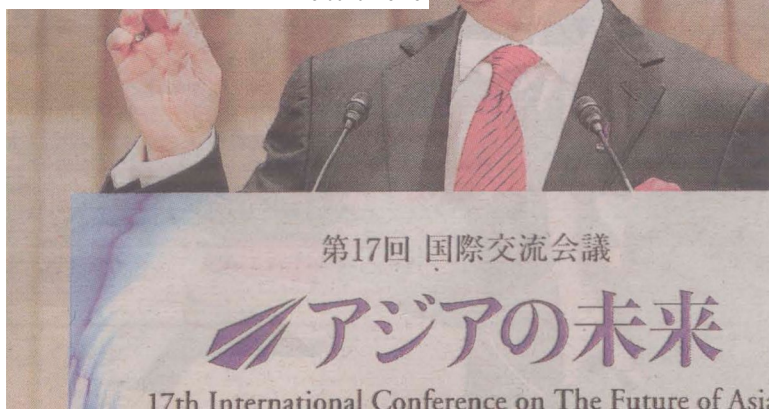 第17回 国際交流会議
アジアの未来
17th International Conference on The Future of Asia